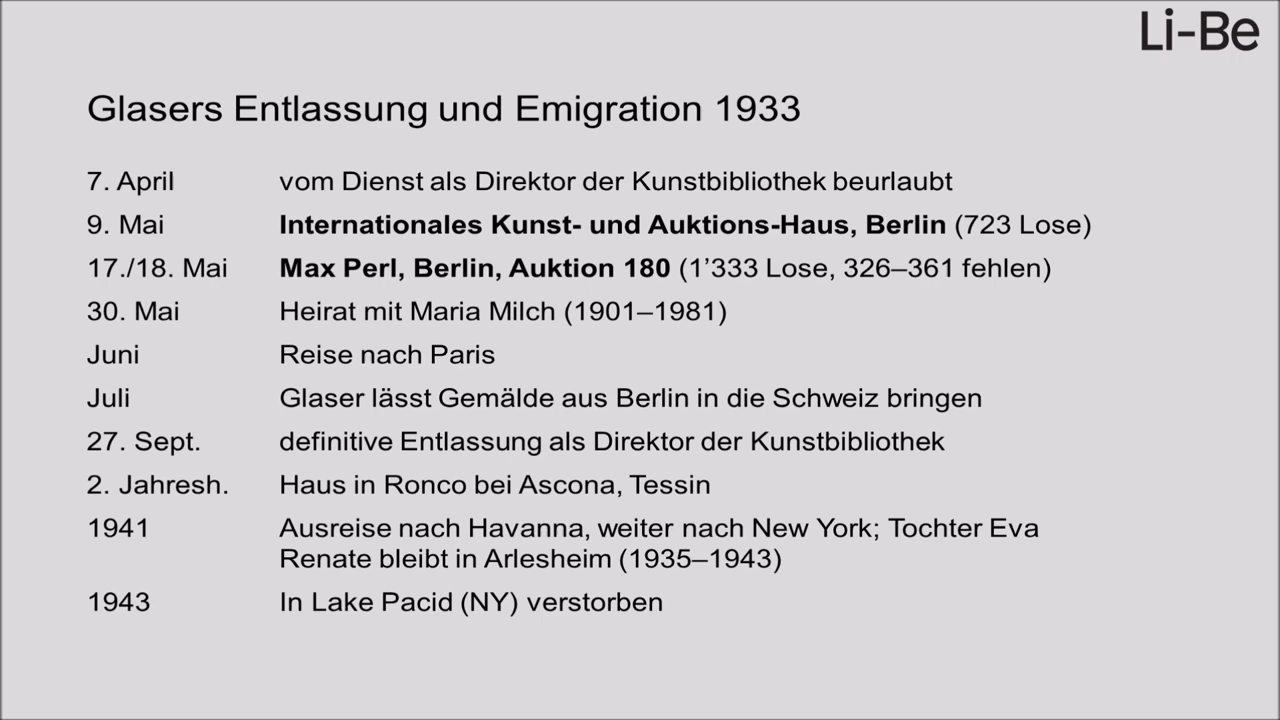 Li-Be
Glasers Entlassung und Emigration 1933
7. April vom Dienst als Direktor der Kunstbibliothek beurlaubt
9. Mai Internationales Kunst- und Auktions-Haus, Berlin (723 Lose)
17./18. Mai Max Perl, Berlin, Auktion 180 (1’333 Lose, 326–361 fehlen)
30. Mai Heirat mit Maria Milch (1901–1981)
Juni Reise nach Paris
Juli Glaser lässt Gemälde aus Berlin in die Schweiz bringen
27. Sept. definitive Entlassung als Direktor der Kunstbibliothek
2. Jahresh. Haus in Ronco bei Ascona, Tessin
1941 Ausreise nach Havanna, weiter nach New York; Tochter Eva
Renate bleibt in Arlesheim (1935–1943)
1943 In Lake Pacid (NY) verstorben